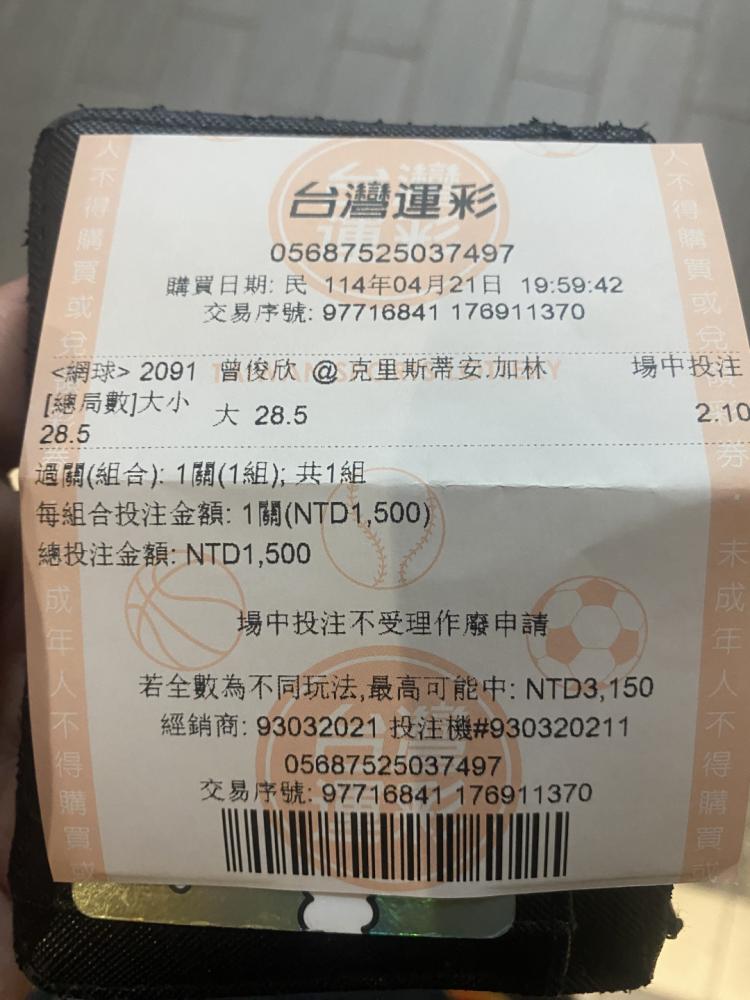 台灣運彩
05687525037497
購買日期: 民 114年04月21日 19:59:42
交易序號: 97716841 176911370
<網球> 2091 曾俊欣 @ 克里斯蒂安.加林 場中投注
[總局數]大小 大 28.5 2.10
28.5
過關(組合): 1關(1組); 共1組
每組合投注金額: 1關(NTD1,500)
總投注金額: NTD1,500
場中投注不受理作廢申請
若全數為不同玩法,最高可能中: NTD3,150
經銷商: 93032021 投注機#930320211
05687525037497
交易序號: 97716841 176911370
人不得購買或兌
券
未成年人不得購買或